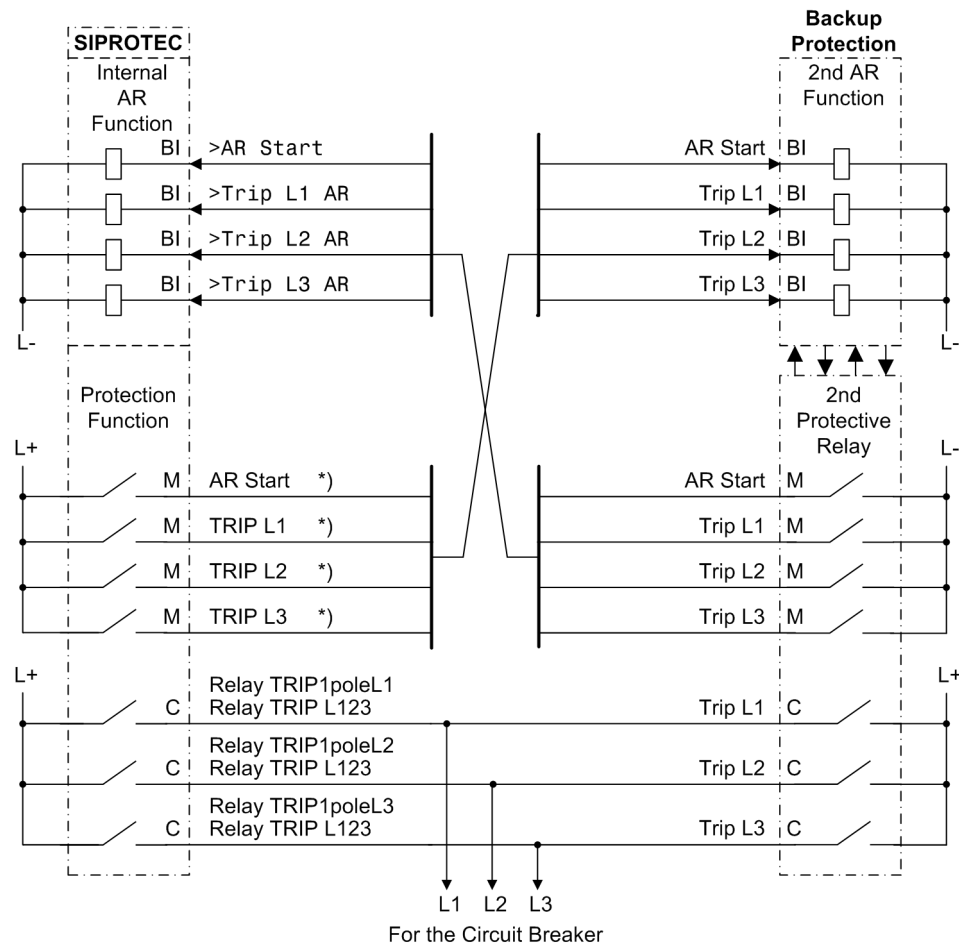 SIPROTEC
Internal
AR
Function
Backup
Protection
2nd AR
Function
BI >AR Start
AR Start BI
BI >Trip L1 AR
Trip L1 BI
BI >Trip L2 AR
Trip L2 BI
BI >Trip L3 AR
Trip L3 BI
L-
L-
Protection
Function
2nd
Protective
Relay
L+
L-
M AR Start *)
AR Start M
M TRIP L1 *)
Trip L1 M
M TRIP L2 *)
Trip L2 M
M TRIP L3 *)
Trip L3 M
L+
L+
Relay TRIP1poleL1
C Relay TRIP L123
Trip L1 C
Relay TRIP1poleL2
C Relay TRIP L123
Trip L2 C
Relay TRIP1poleL3
C Relay TRIP L123
Trip L3 C
L1 L2 L3
For the Circuit Breaker